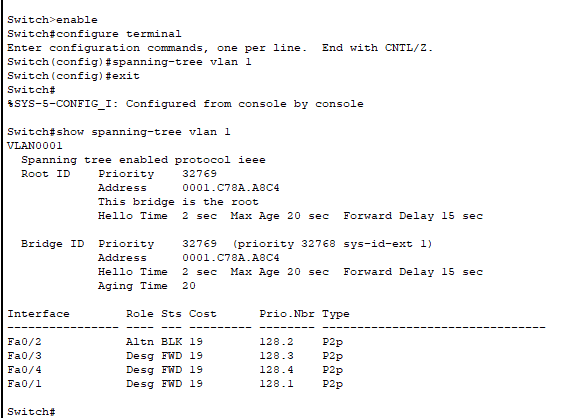 Switch>enable
Switch#configure terminal
Enter configuration commands, one per line.  End with CNTL/Z.
Switch(config)#spanning-tree vlan 1
Switch(config)#exit
Switch#
%SYS-5-CONFIG_I: Configured from console by console

Switch#show spanning-tree vlan 1
VLAN0001
  Spanning tree enabled protocol ieee
  Root ID    Priority    32769
             Address     0001.C78A.A8C4
             This bridge is the root
             Hello Time  2 sec  Max Age 20 sec  Forward Delay 15 sec

  Bridge ID  Priority    32769  (priority 32768 sys-id-ext 1)
             Address     0001.C78A.A8C4
             Hello Time  2 sec  Max Age 20 sec  Forward Delay 15 sec
             Aging Time  20

Interface        Role Sts Cost      Prio.Nbr Type
---------------- ---- --- --------- -------- --------------------------------
Fa0/2            Altn BLK 19        128.2    P2p
Fa0/3            Desg FWD 19        128.3    P2p
Fa0/4            Desg FWD 19        128.4    P2p
Fa0/1            Desg FWD 19        128.1    P2p

Switch#